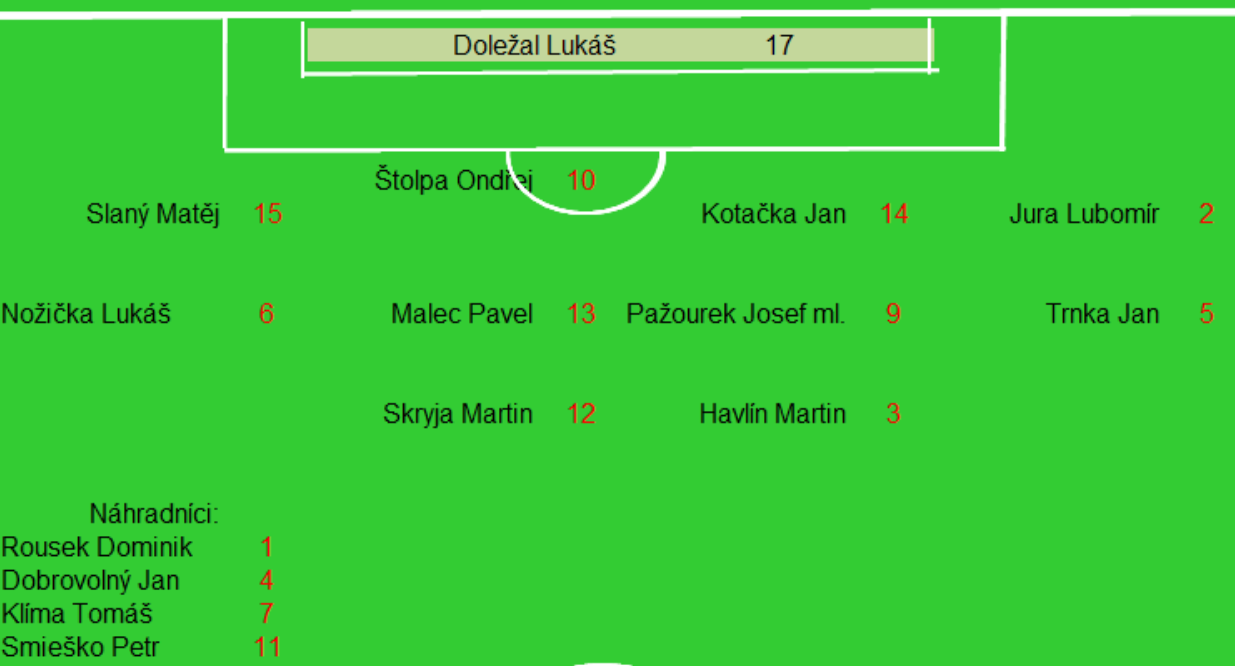 Doležal Lukáš 17
Štolpa Ondřej 10
Slaný Matěj 15 Kotačka Jan 14 Jura Lubomír 2
Nožička Lukáš 6 Malec Pavel 13 Pažourek Josef ml. 9 Trnka Jan 5
Skryja Martin 12 Havlín Martin 3
Náhradníci:
Rousek Dominik 1
Dobrovolný Jan 4
Klíma Tomáš 7
Smieško Petr 11